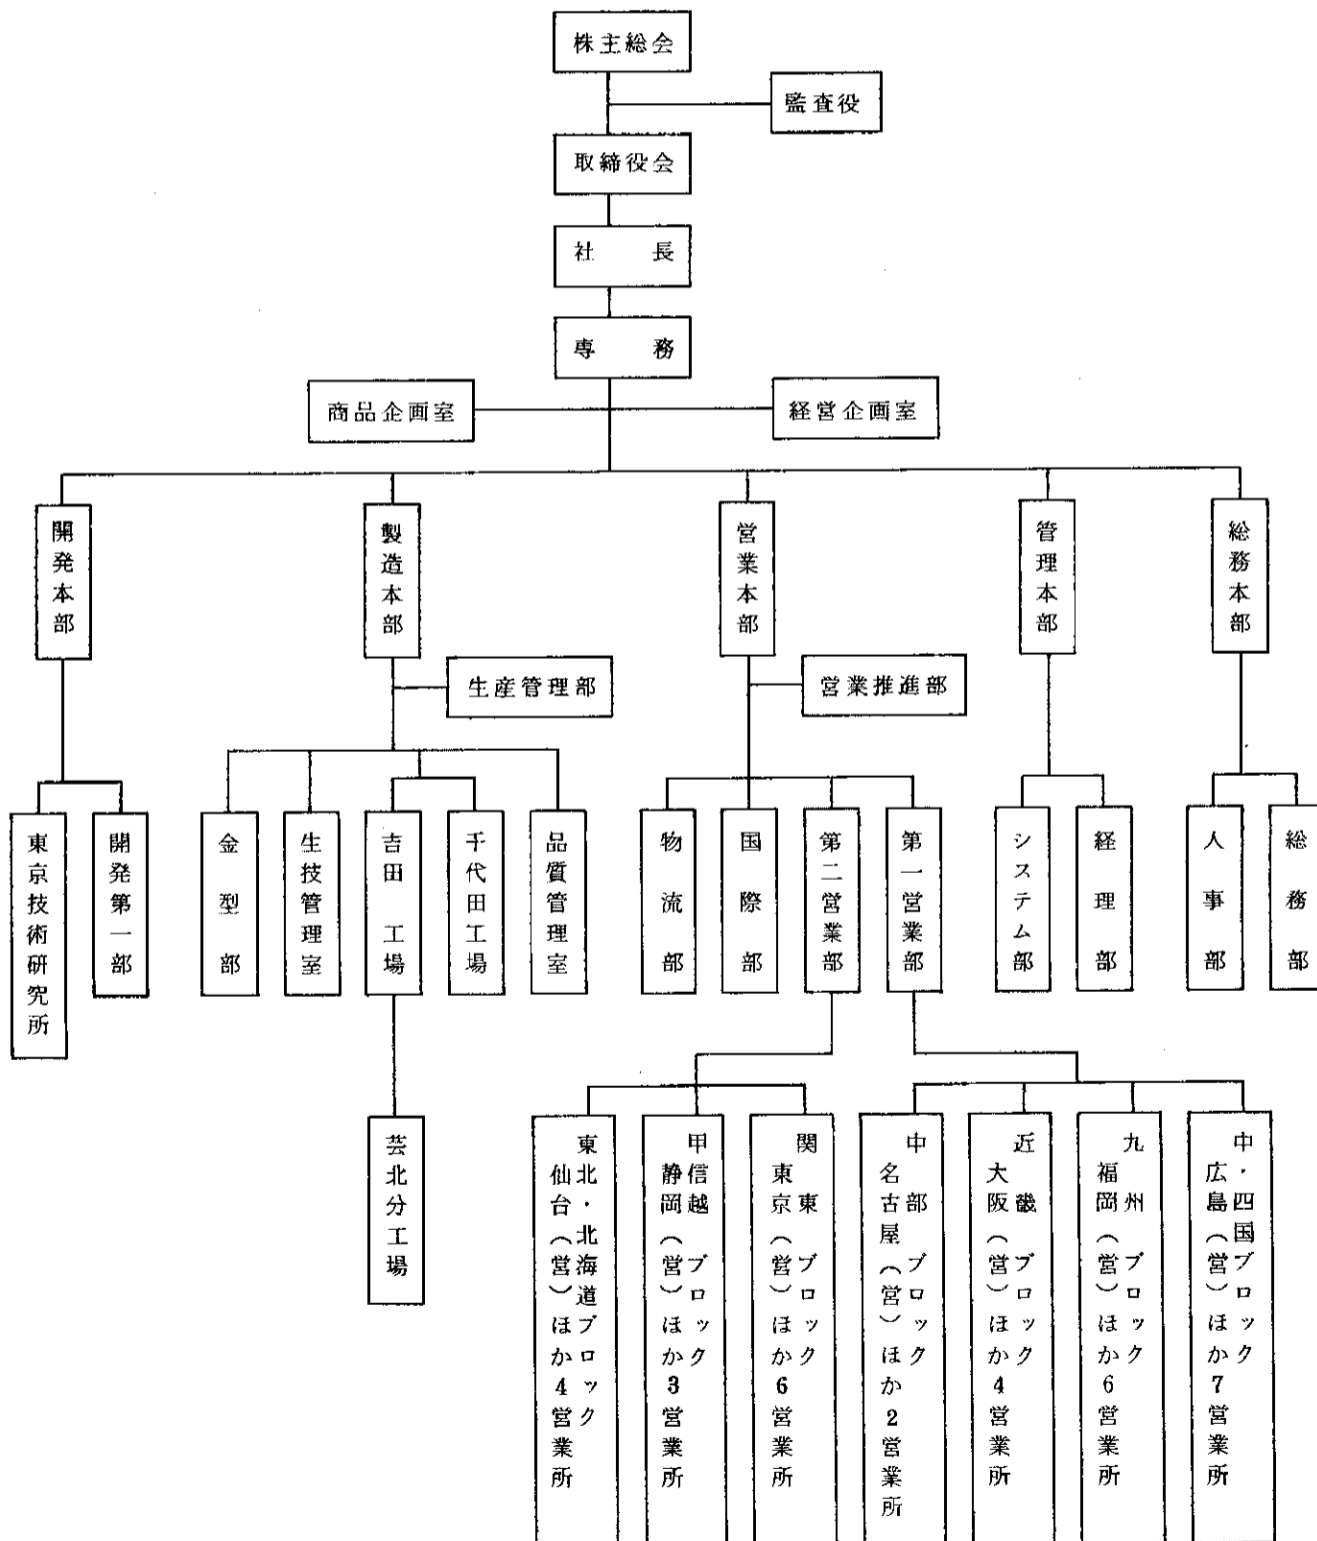 株主総会
監査役
取締役会
社長
専務
商品企画室
経営企画室
開発本部
製造本部
営業本部
管理本部
総務本部
生産管理部
営業推進部
東京技術研究所
開発第一部
金型部
生技管理室
吉田工場
千代田工場
品質管理室
物流部
国際部
第二営業部
第一営業部
システム部
経理部
人事部
総務部
芸北分工場
東北・北海道ブロック
仙台(営)ほか4営業所
甲信越ブロック
静岡(営)ほか3営業所
関東ブロック
東京(営)ほか6営業所
中部ブロック
名古屋(営)ほか2営業所
近畿ブロック
大阪(営)ほか4営業所
九州ブロック
福岡(営)ほか6営業所
中・四国ブロック
広島(営)ほか7営業所